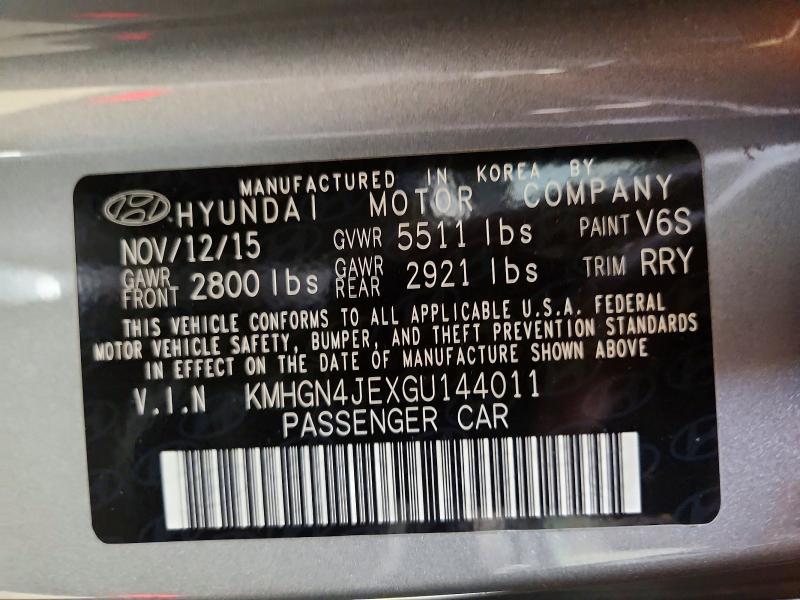 MANUFACTURED IN KOREA BY
HYUNDAI MOTOR COMPANY
NOV/12/15 GVWR 5511 lbs PAINT V6S
GAWR FRONT 2800 lbs GAWR REAR 2921 lbs TRIM RRY
THIS VEHICLE CONFORMS TO ALL APPLICABLE U.S.A. FEDERAL
MOTOR VEHICLE SAFETY, BUMPER, AND THEFT PREVENTION STANDARDS
IN EFFECT ON THE DATE OF MANUFACTURE SHOWN ABOVE
V.I.N KMHGN4JEXGU144011
PASSENGER CAR